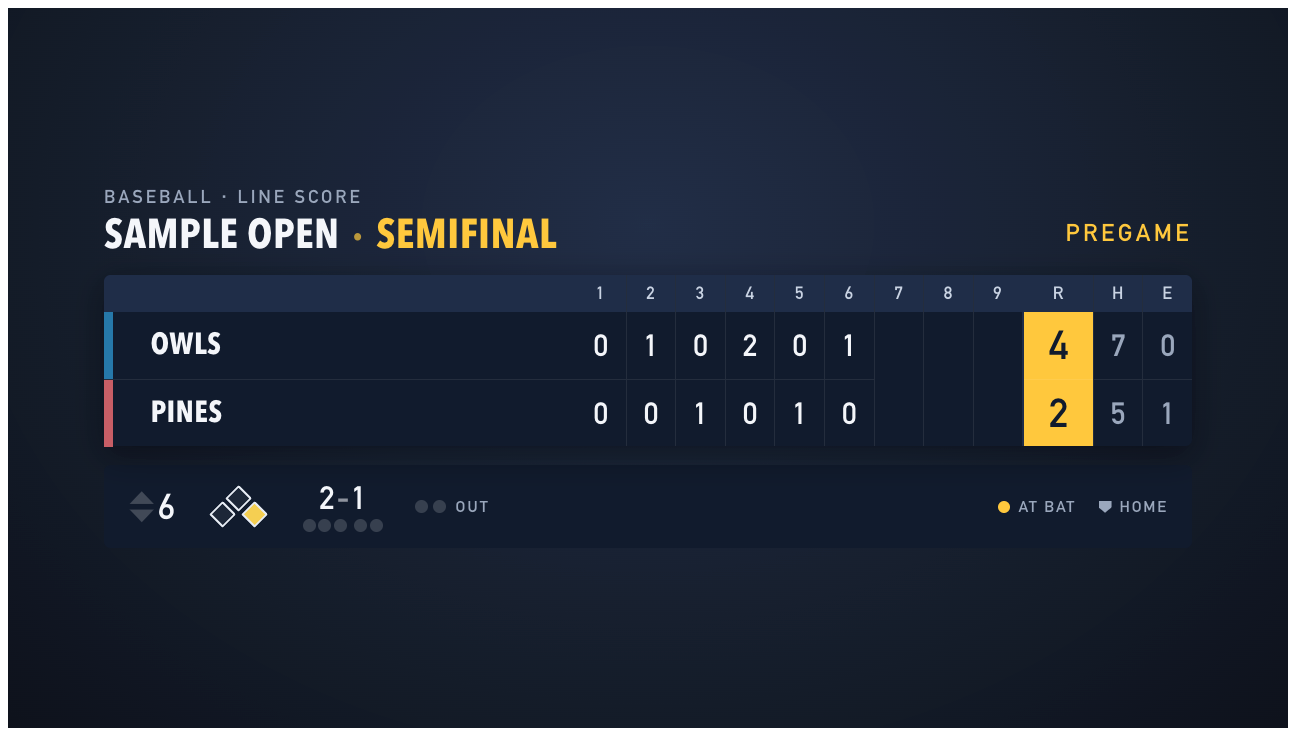 BASEBALL · LINE SCORE
SAMPLE OPEN · SEMIFINAL
PREGAME
1 2 3 4 5 6 7 8 9 R H E
OWLS 0 1 0 2 0 1 4 7 0
PINES 0 0 1 0 1 0 2 5 1
6 2-1 OUT AT BAT HOME